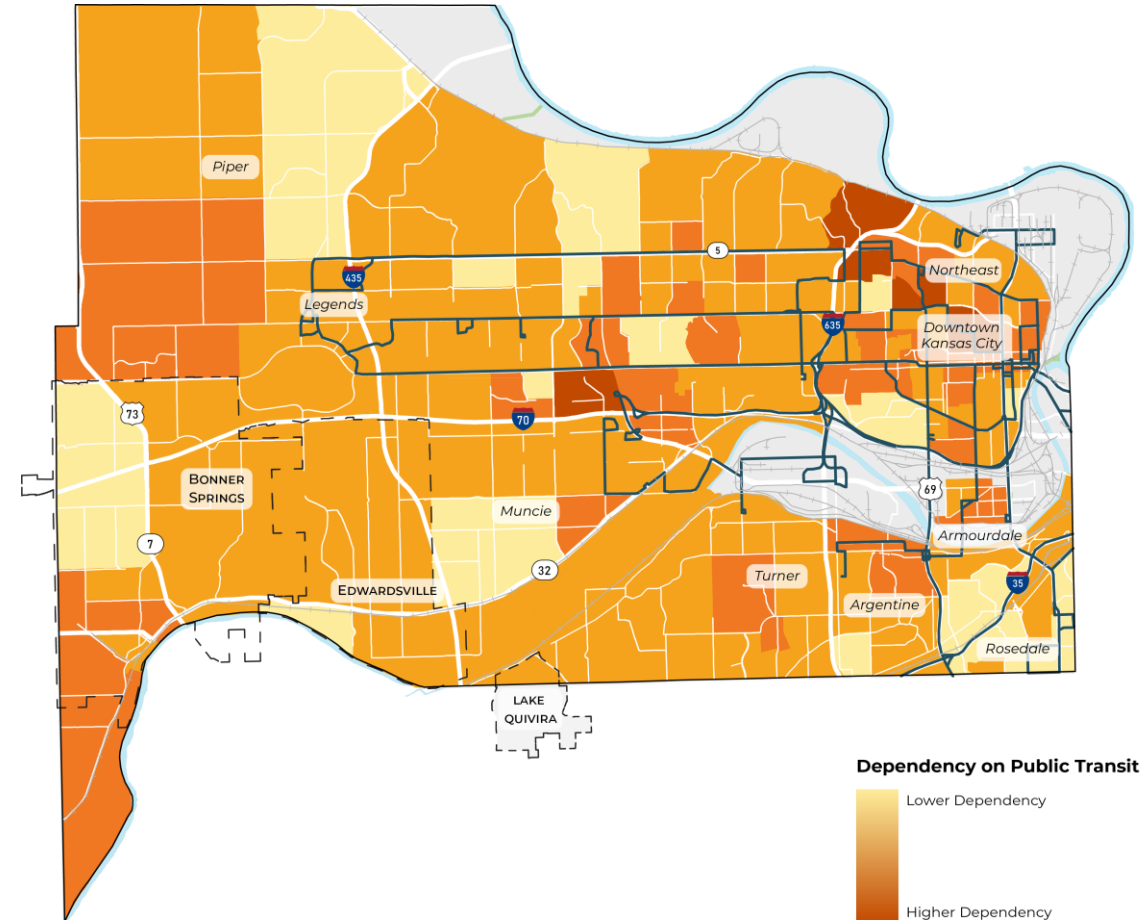 Piper
5
Northeast
435
Legends
635
Downtown
Kansas City
73
70
BONNER
SPRINGS
69
Muncie
7
Armourdale
32
Turner
35
EDWARDSVILLE
Argentine
Rosedale
LAKE
QUIVIRA
Dependency on Public Transit
Lower Dependency
Higher Dependency